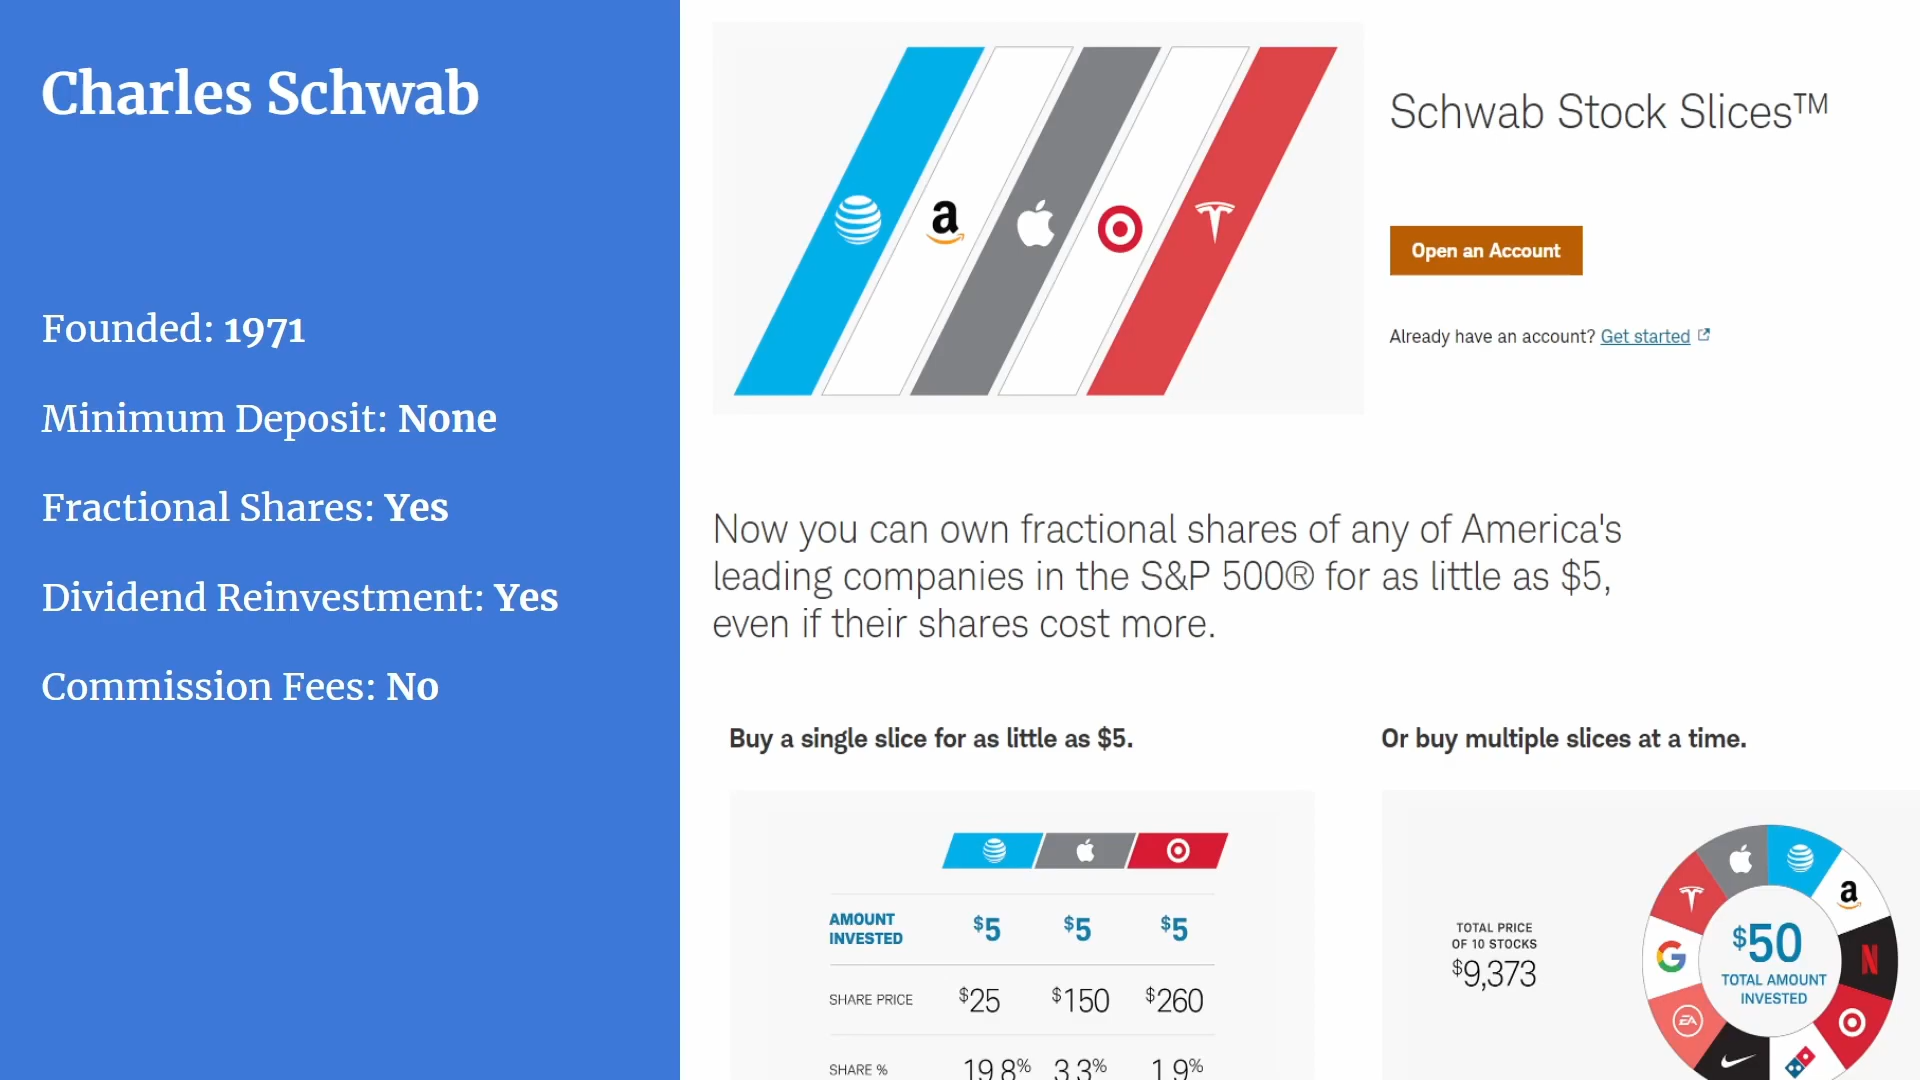 Charles Schwab
Founded: 1971
Minimum Deposit: None
Fractional Shares: Yes
Dividend Reinvestment: Yes
Commission Fees: No
a
Schwab Stock Slices™
Open an Account
Already have an account? Get started
Now you can own fractional shares of any of America's
leading companies in the S&P 500® for as little as $5,
even if their shares cost more.
Buy a single slice for as little as $5.
AMOUNT
INVESTED
$5 $5 $5
SHARE PRICE $25 $150 $260
SHARE % 19.8% 3.3% 1.9%
Or buy multiple slices at a time.
TOTAL PRICE
OF 10 STOCKS
$9,373
$50
TOTAL AMOUNT
INVESTED
a
N
G
EA